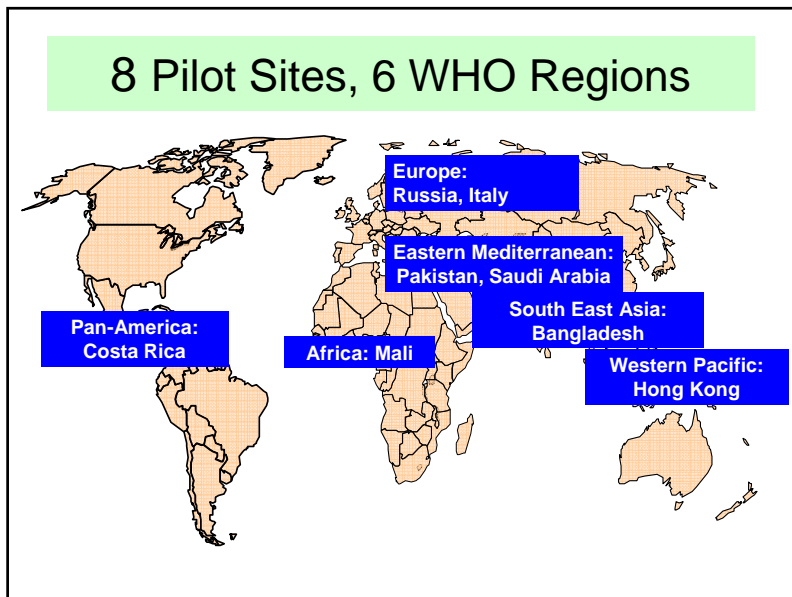 8 Pilot Sites, 6 WHO Regions
Europe:
Russia, Italy
Eastern Mediterranean:
Pakistan, Saudi Arabia
South East Asia:
Bangladesh
Pan-America:
Costa Rica
Africa: Mali
Western Pacific:
Hong Kong